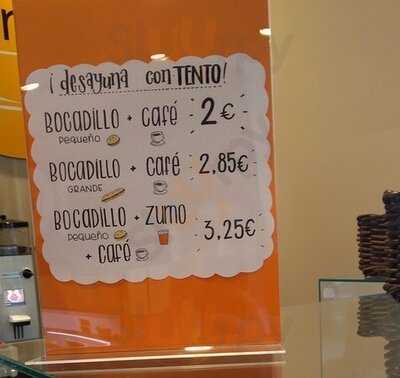 ¡desayuna con TENTO!
BOCADILLO + CAFÉ 2€
PEQUEÑO
BOCADILLO + CAFÉ 2,85€
GRANDE
BOCADILLO + ZUMO 3,25€
PEQUEÑO
+ CAFÉ